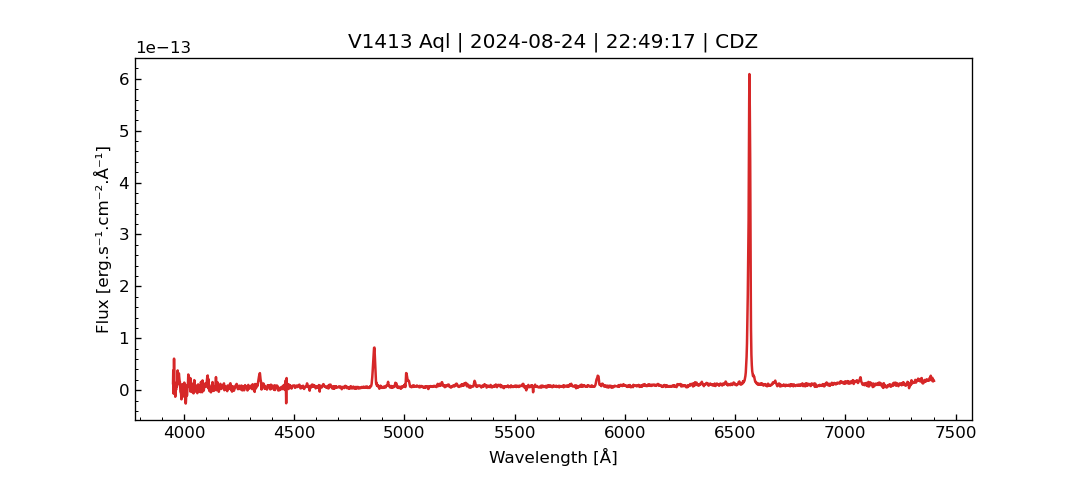 V1413 Aql | 2024-08-24 | 22:49:17 | CDZ
1e−13
6
5
4
3
2
1
0
Flux [erg.s⁻¹.cm⁻².Å⁻¹]
4000 4500 5000 5500 6000 6500 7000 7500
Wavelength [Å]